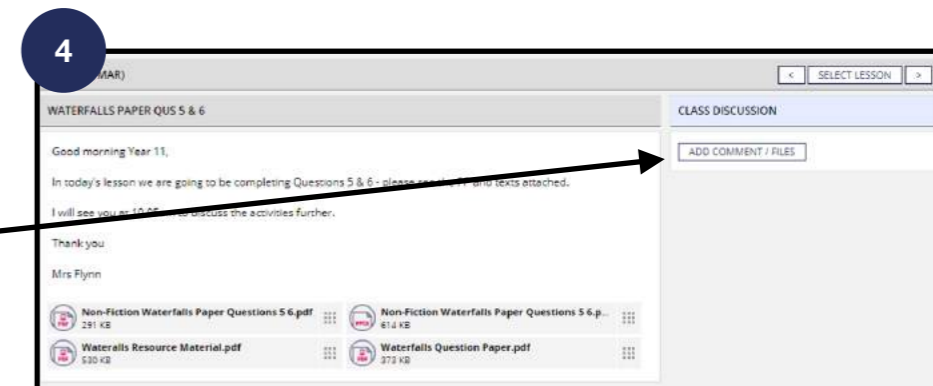 4
MAR)
< SELECT LESSON >
WATERFALLS PAPER QUS 5 & 6
CLASS DISCUSSION
Good morning Year 11,
ADD COMMENT / FILES
In today's lesson we are going to be completing Questions 5 & 6 - please see the and texts attached.
I will see you at to discuss the activities further.
Thank you
Mrs Flynn
Non-Fiction Waterfalls Paper Questions 5 6.pdf
291 KB
Non-Fiction Waterfalls Paper Questions 5 6.p...
614 KB
Wateralls Resource Material.pdf
530 KB
Waterfalls Question Paper.pdf
373 KB